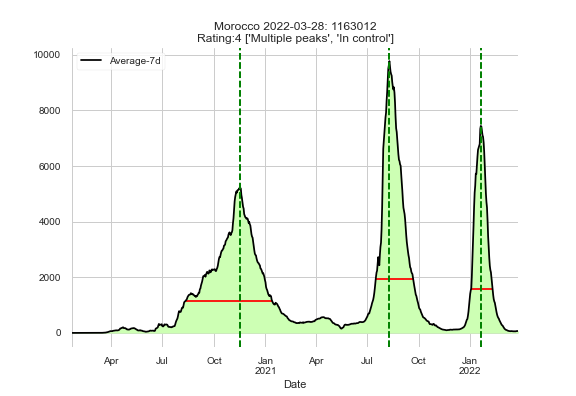 Morocco 2022-03-28: 1163012
Rating:4 ['Multiple peaks', 'In control']
Average-7d
10000
8000
6000
4000
2000
0
Apr Jul Oct Jan Apr Jul Oct Jan
2021 2022
Date